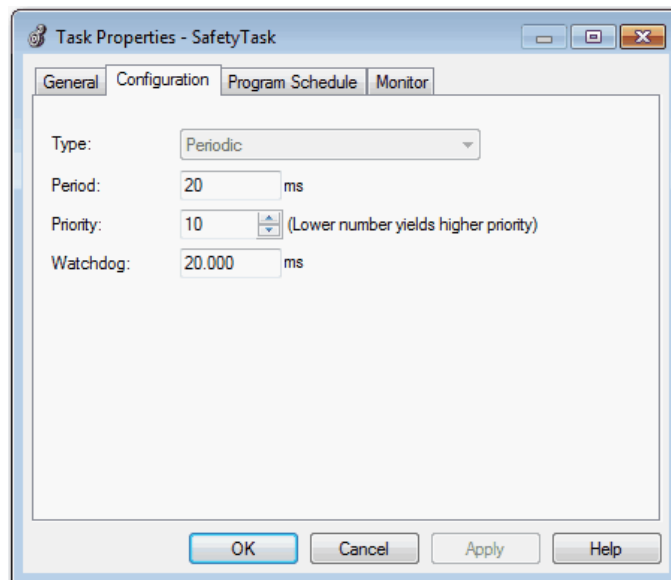 Task Properties - SafetyTask
General Configuration Program Schedule Monitor
Type: Periodic
Period: 20 ms
Priority: 10 (Lower number yields higher priority)
Watchdog: 20.000 ms
OK Cancel Apply Help